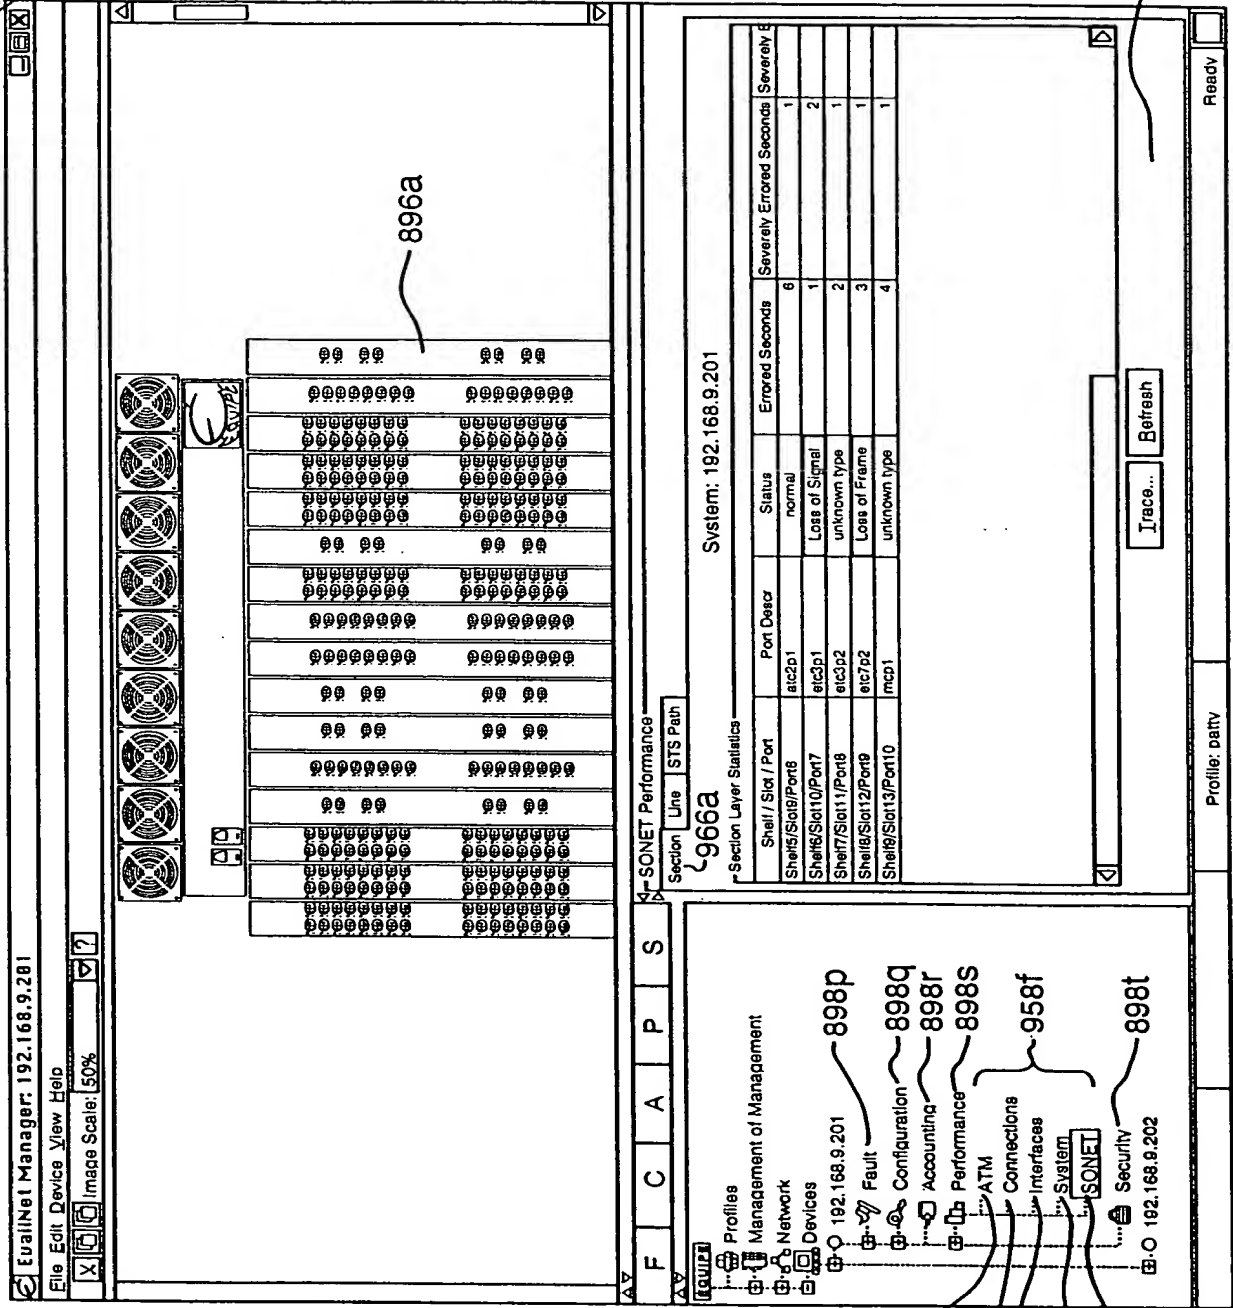 EualiNet Manager: 192.168.9.201
File Edit Device View Help
X Image Scale: 50% ?
896a
F C A P S
EQUIPE
Profiles
Management of Management
Network
Devices
192.168.9.201
Fault
898p
Configuration
898q
Accounting
898r
Performance
898s
ATM
Connections
Interfaces
System
SONET
958f
Security
898t
192.168.9.202
SONET Performance
Section Line STS Path
966a
System: 192.168.9.201
Section Layer Statistics
Shelf / Slot / Port Port Descr Status Errored Seconds Severely Errored Seconds Severely E
Shelf5/Slot9/Port6 etc2p1 normal 6 1
Shelf6/Slot10/Port7 etc3p1 Loss of Signal 1 2
Shelf7/Slot11/Port8 etc3p2 unknown type 2 1
Shelf8/Slot12/Port9 etc7p2 Loss of Frame 3 1
Shelf9/Slot13/Port10 mcp1 unknown type 4 1
Trace... Refresh
Profile: patty
Ready